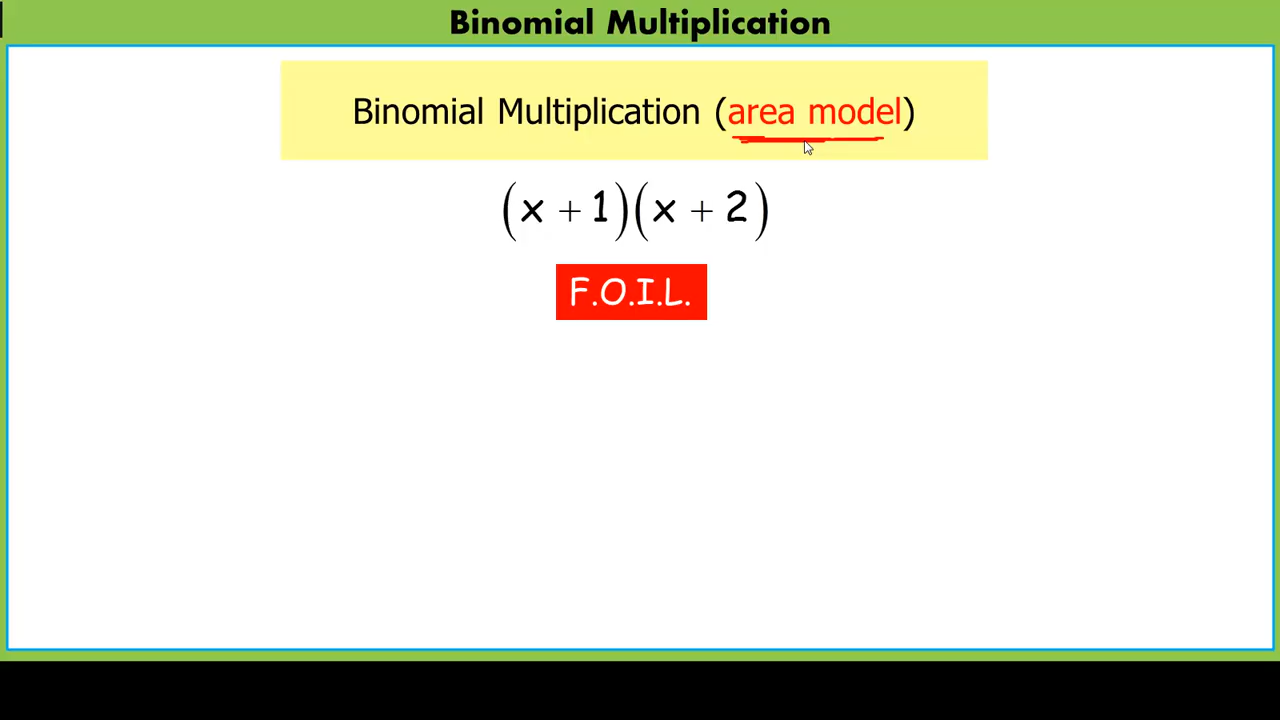 Binomial Multiplication
Binomial Multiplication (area model)
(x + 1)(x + 2)
F.O.I.L.